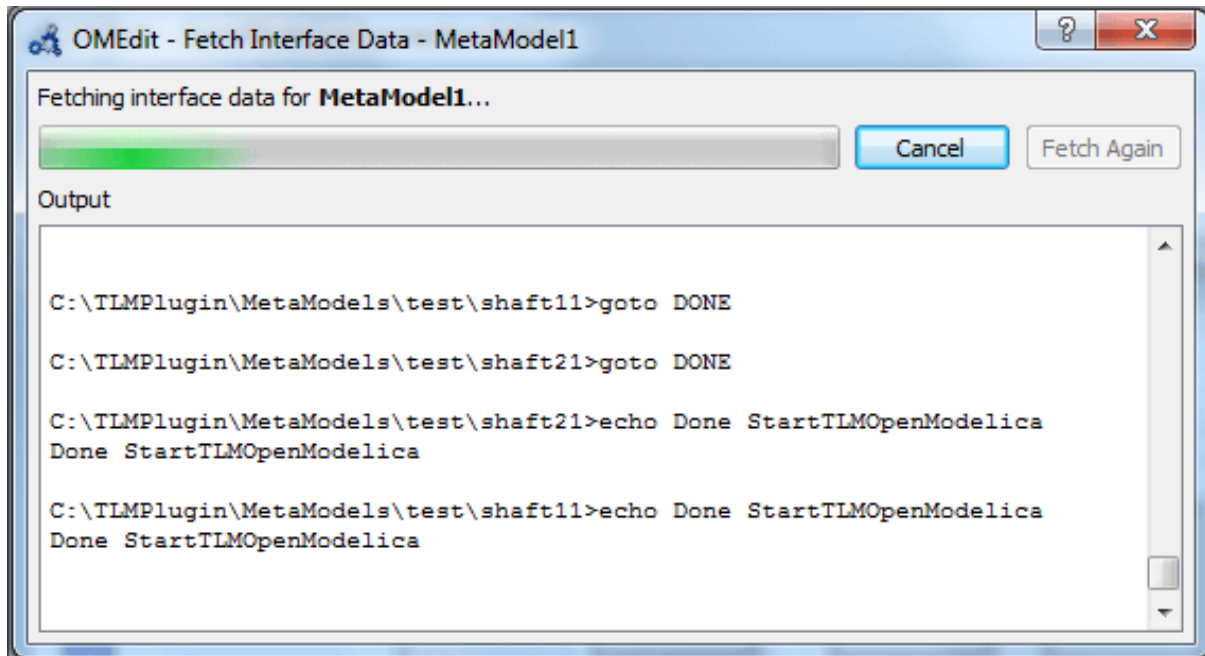 OMEdit - Fetch Interface Data - MetaModel1
Fetching interface data for MetaModel1...
Cancel
Fetch Again
Output
C:\TLMPlugin\MetaModels\test\shaft11>goto DONE
C:\TLMPlugin\MetaModels\test\shaft21>goto DONE
C:\TLMPlugin\MetaModels\test\shaft21>echo Done StartTLMOpenModelica
Done StartTLMOpenModelica
C:\TLMPlugin\MetaModels\test\shaft11>echo Done StartTLMOpenModelica
Done StartTLMOpenModelica